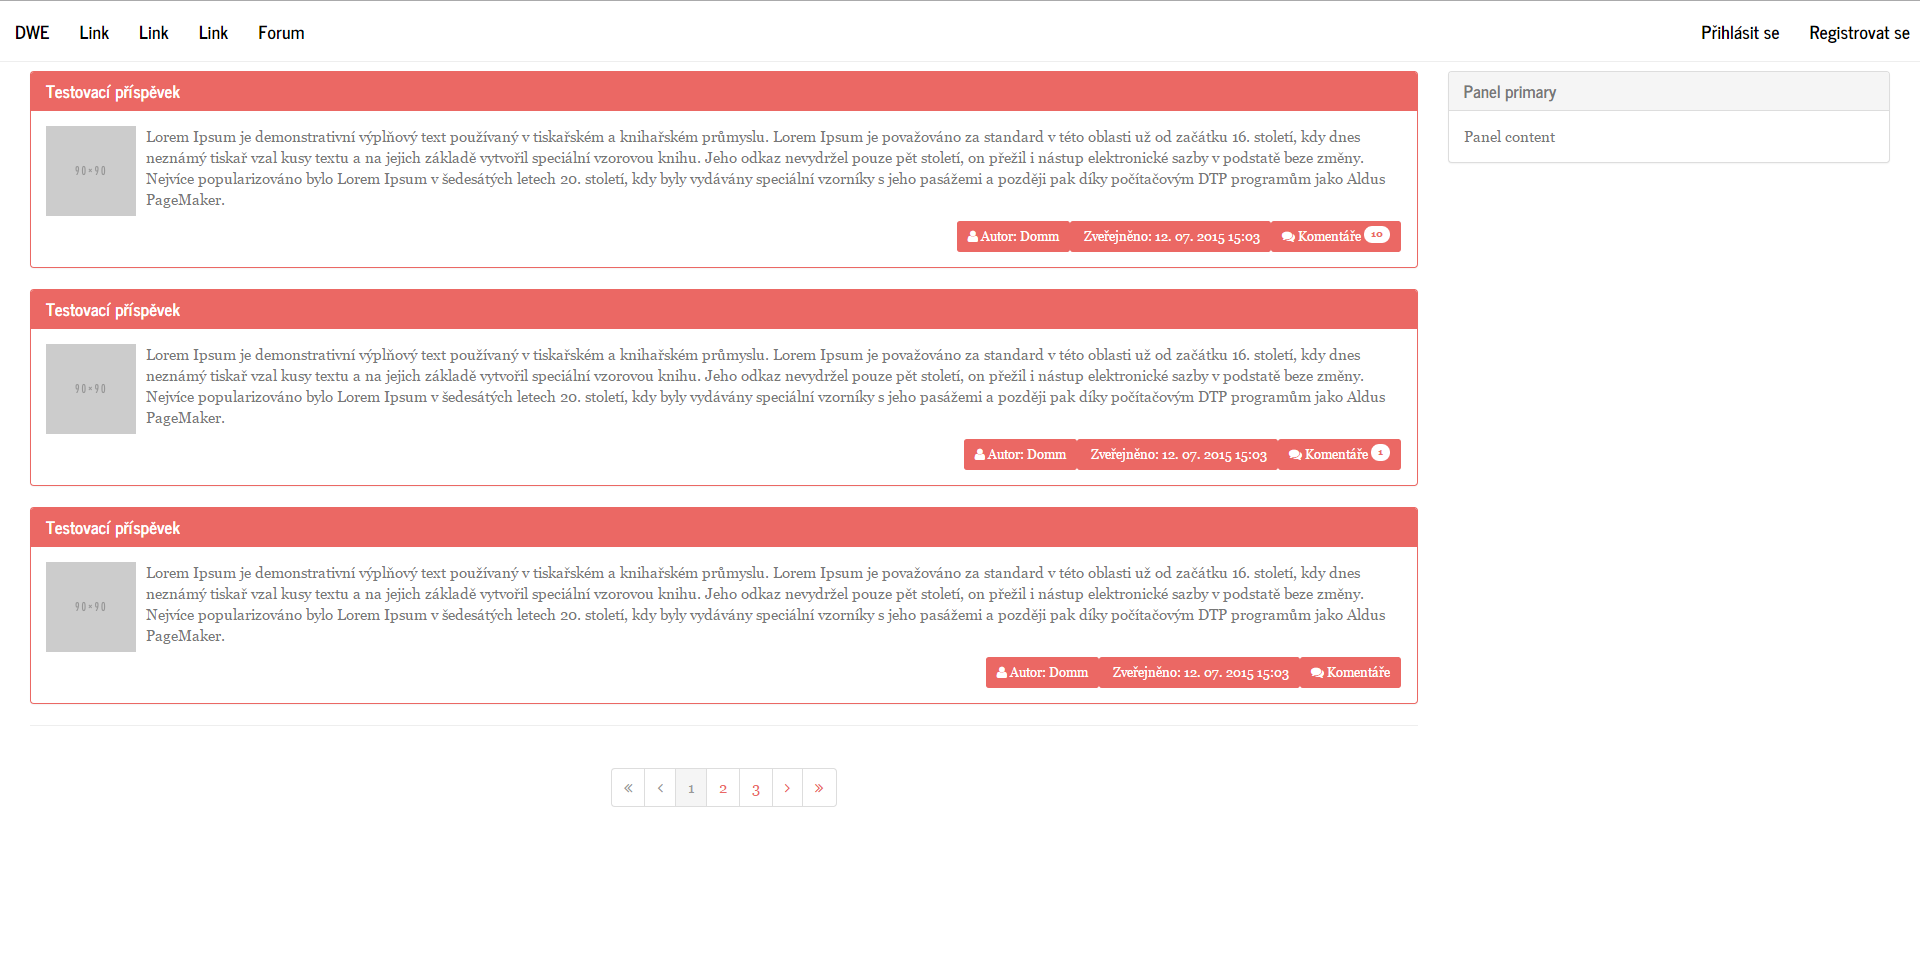 DWE Link Link Link Forum Přihlásit se Registrovat se
Testovací příspěvek
90×90
Lorem Ipsum je demonstrativní výplňový text používaný v tiskařském a knihařském průmyslu. Lorem Ipsum je považováno za standard v této oblasti už od začátku 16. století, kdy dnes
neznámý tiskař vzal kusy textu a na jejich základě vytvořil speciální vzorovou knihu. Jeho odkaz nevydržel pouze pět století, on přežil i nástup elektronické sazby v podstatě beze změny.
Nejvíce popularizováno bylo Lorem Ipsum v šedesátých letech 20. století, kdy byly vydávány speciální vzorníky s jeho pasážemi a později pak díky počítačovým DTP programům jako Aldus
PageMaker.
Autor: Domm Zveřejněno: 12. 07. 2015 15:03 Komentáře 10
Testovací příspěvek
90×90
Lorem Ipsum je demonstrativní výplňový text používaný v tiskařském a knihařském průmyslu. Lorem Ipsum je považováno za standard v této oblasti už od začátku 16. století, kdy dnes
neznámý tiskař vzal kusy textu a na jejich základě vytvořil speciální vzorovou knihu. Jeho odkaz nevydržel pouze pět století, on přežil i nástup elektronické sazby v podstatě beze změny.
Nejvíce popularizováno bylo Lorem Ipsum v šedesátých letech 20. století, kdy byly vydávány speciální vzorníky s jeho pasážemi a později pak díky počítačovým DTP programům jako Aldus
PageMaker.
Autor: Domm Zveřejněno: 12. 07. 2015 15:03 Komentáře 1
Testovací příspěvek
90×90
Lorem Ipsum je demonstrativní výplňový text používaný v tiskařském a knihařském průmyslu. Lorem Ipsum je považováno za standard v této oblasti už od začátku 16. století, kdy dnes
neznámý tiskař vzal kusy textu a na jejich základě vytvořil speciální vzorovou knihu. Jeho odkaz nevydržel pouze pět století, on přežil i nástup elektronické sazby v podstatě beze změny.
Nejvíce popularizováno bylo Lorem Ipsum v šedesátých letech 20. století, kdy byly vydávány speciální vzorníky s jeho pasážemi a později pak díky počítačovým DTP programům jako Aldus
PageMaker.
Autor: Domm Zveřejněno: 12. 07. 2015 15:03 Komentáře
« ‹ 1 2 3 › »
Panel primary
Panel content